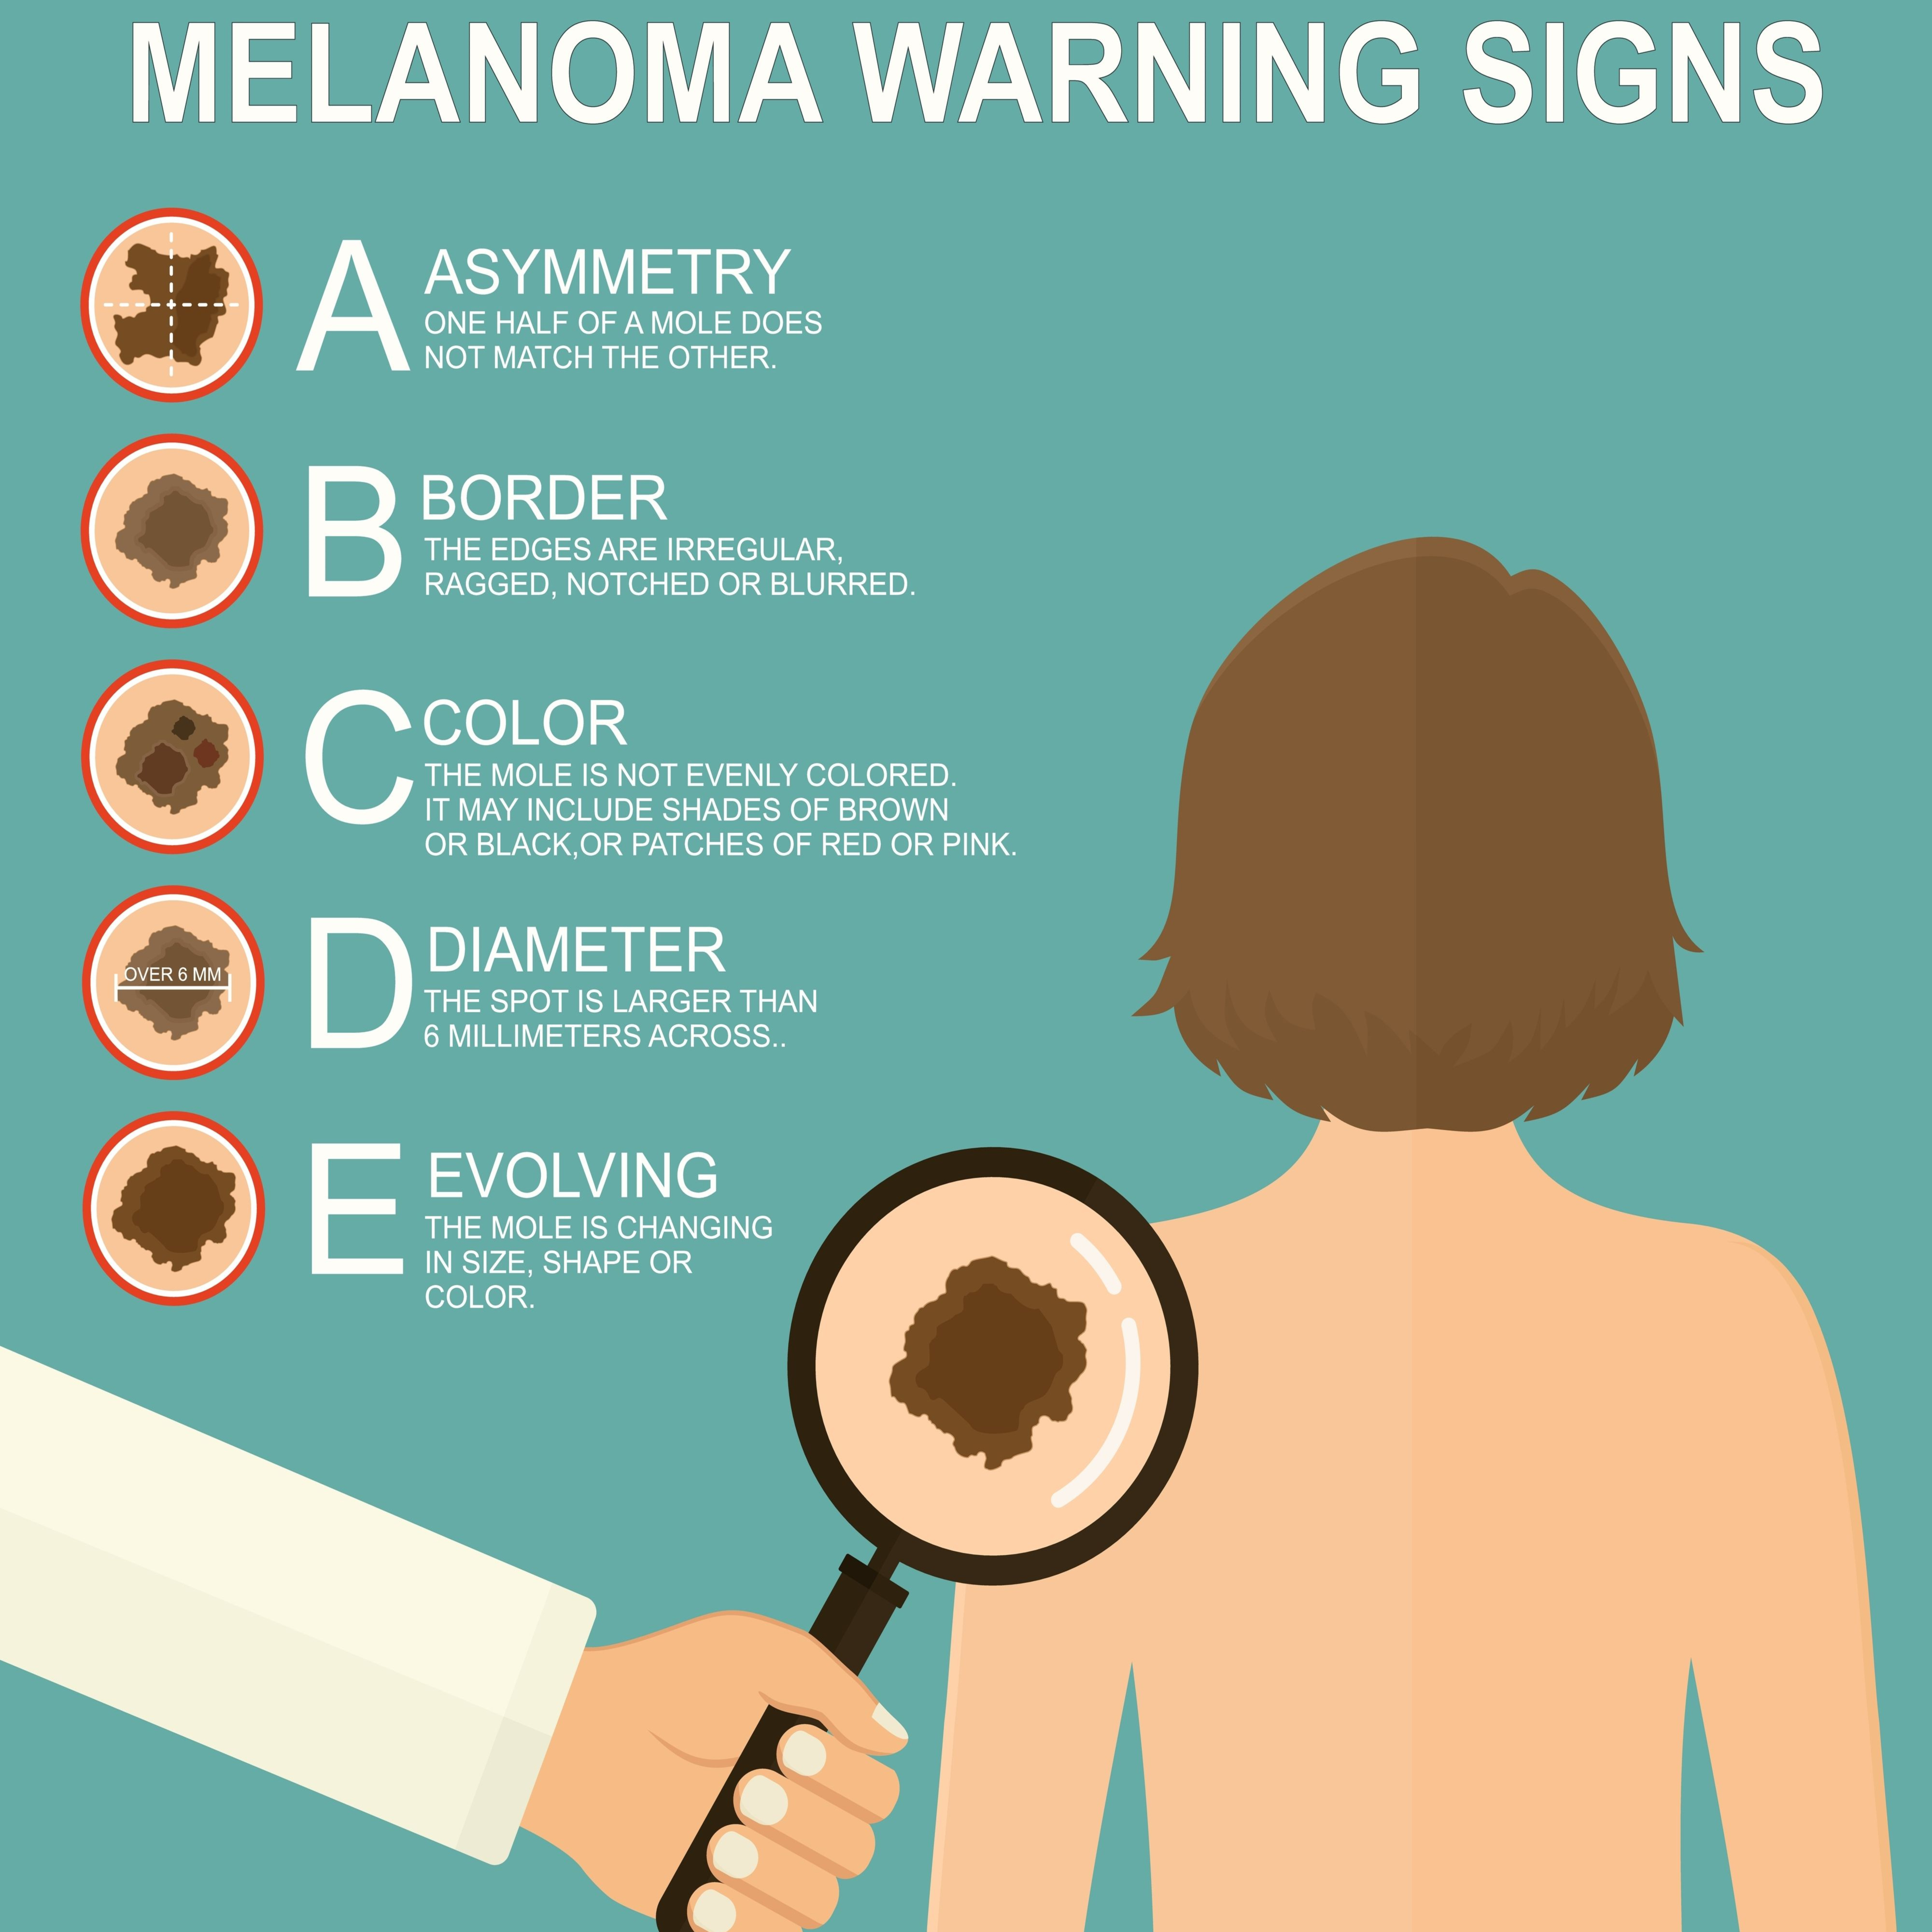 MELANOMA WARNING SIGNS
A
ASYMMETRY
ONE HALF OF A MOLE DOES
NOT MATCH THE OTHER.
B
BORDER
THE EDGES ARE IRREGULAR,
RAGGED, NOTCHED OR BLURRED.
C
COLOR
THE MOLE IS NOT EVENLY COLORED.
IT MAY INCLUDE SHADES OF BROWN
OR BLACK,OR PATCHES OF RED OR PINK.
OVER 6 MM
D
DIAMETER
THE SPOT IS LARGER THAN
6 MILLIMETERS ACROSS..
E
EVOLVING
THE MOLE IS CHANGING
IN SIZE, SHAPE OR
COLOR.